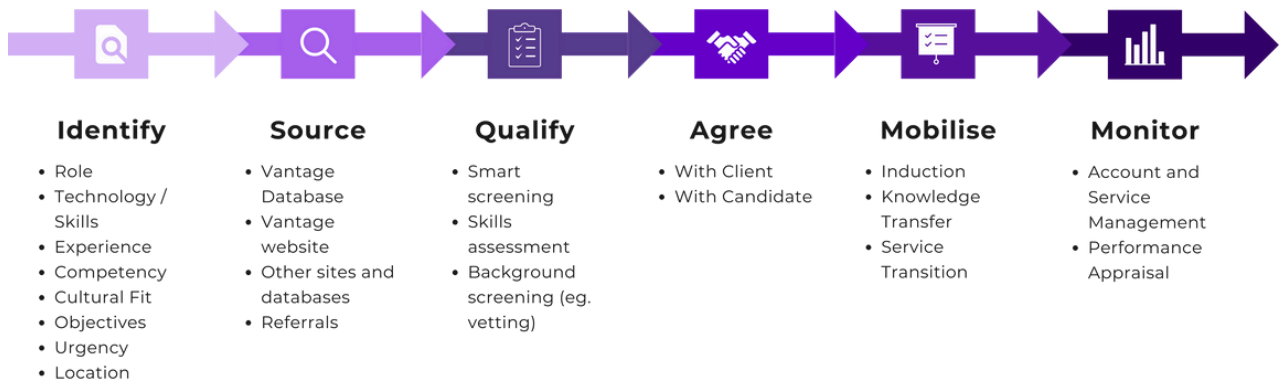 Identify
• Role
• Technology /
Skills
• Experience
• Competency
• Cultural Fit
• Objectives
• Urgency
• Location
Source
• Vantage
Database
• Vantage
website
• Other sites and
databases
• Referrals
Qualify
• Smart
screening
• Skills
assessment
• Background
screening (eg.
vetting)
Agree
• With Client
• With Candidate
Mobilise
• Induction
• Knowledge
Transfer
• Service
Transition
Monitor
• Account and
Service
Management
• Performance
Appraisal